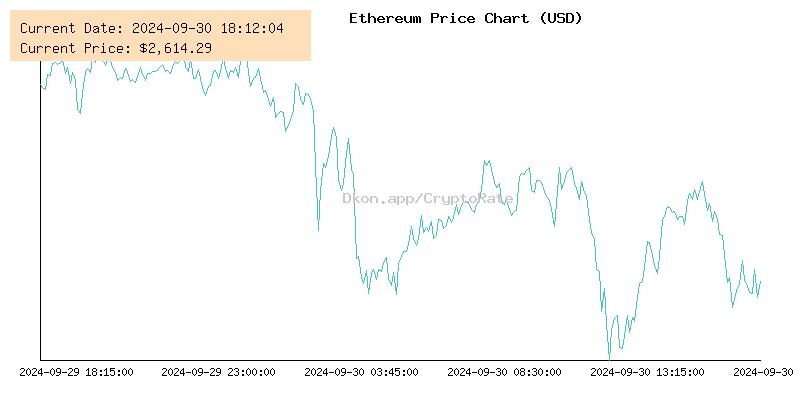 Ethereum Price Chart (USD)
Current Date: 2024-09-30 18:12:04
Current Price: $2,614.29
Dkon.app/CryptoRate
2024-09-29 18:15:00 2024-09-29 23:00:00 2024-09-30 03:45:00 2024-09-30 08:30:00 2024-09-30 13:15:00 2024-09-30